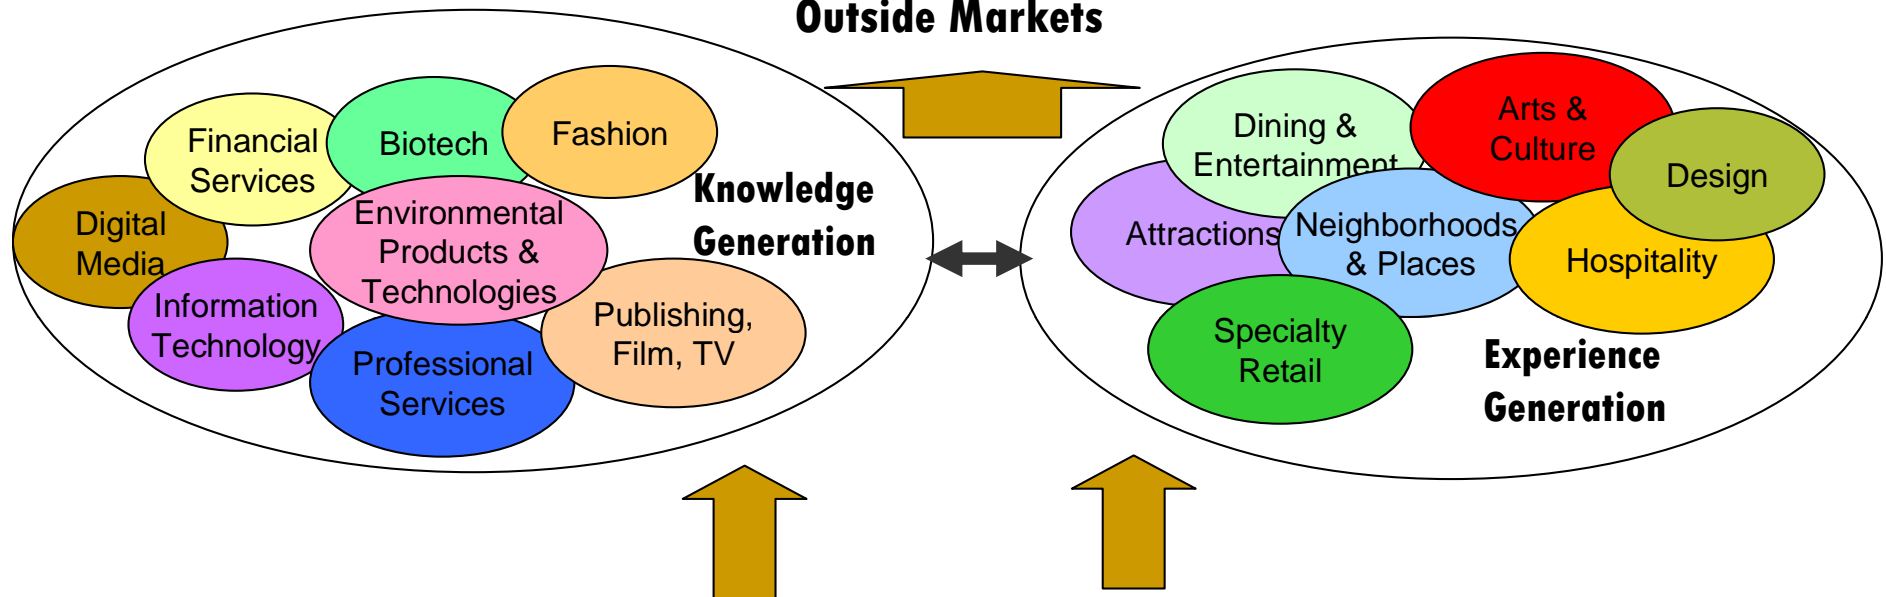 Outside Markets
Financial
Services
Biotech
Fashion
Digital
Media
Environmental
Products &
Technologies
Knowledge
Generation
Information
Technology
Professional
Services
Publishing,
Film, TV
Dining &
Entertainment
Arts &
Culture
Design
Attractions
Neighborhoods
& Places
Hospitality
Specialty
Retail
Experience
Generation